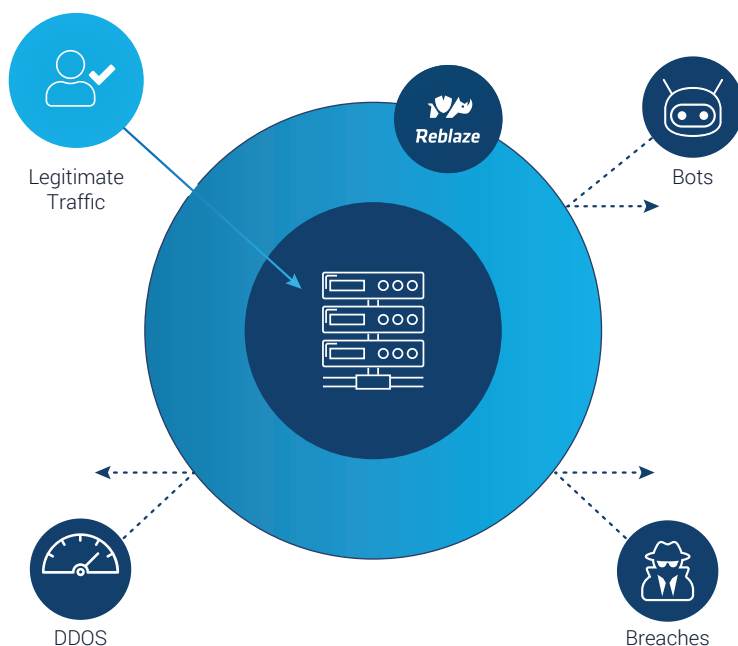 Reblaze
Legitimate
Traffic
Bots
DDOS
Breaches